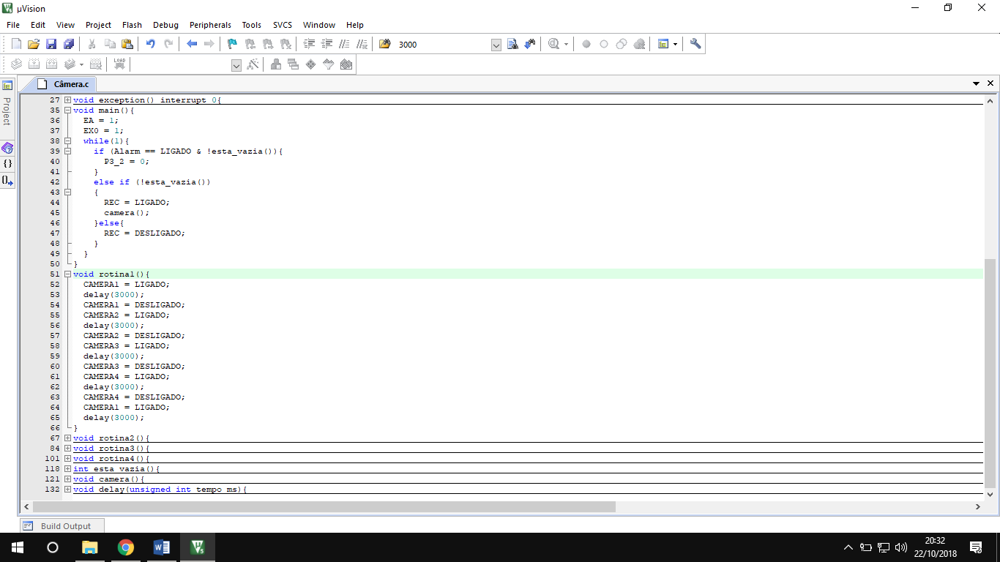 µVision
File Edit View Project Flash Debug Peripherals Tools SVCS Window Help
3000
LOAD
Câmera.c
Project
27 void exception() interrupt 0{
35 void main(){
36 EA = 1;
37 EX0 = 1;
38 while(1){
39 if (Alarm == LIGADO & !esta_vazia()){
40 P3_2 = 0;
41 }
42 else if (!esta_vazia())
43 {
44 REC = LIGADO;
45 camera();
46 }else{
47 REC = DESLIGADO;
48 }
49 }
50 }
51 void rotina1(){
52 CAMERA1 = LIGADO;
53 delay(3000);
54 CAMERA1 = DESLIGADO;
55 CAMERA2 = LIGADO;
56 delay(3000);
57 CAMERA2 = DESLIGADO;
58 CAMERA3 = LIGADO;
59 delay(3000);
60 CAMERA3 = DESLIGADO;
61 CAMERA4 = LIGADO;
62 delay(3000);
63 CAMERA4 = DESLIGADO;
64 CAMERA1 = LIGADO;
65 delay(3000);
66 }
67 void rotina2(){
84 void rotina3(){
101 void rotina4(){
118 int esta_vazia(){
121 void camera(){
132 void delay(unsigned int tempo_ms){
Build Output
20:32
22/10/2018